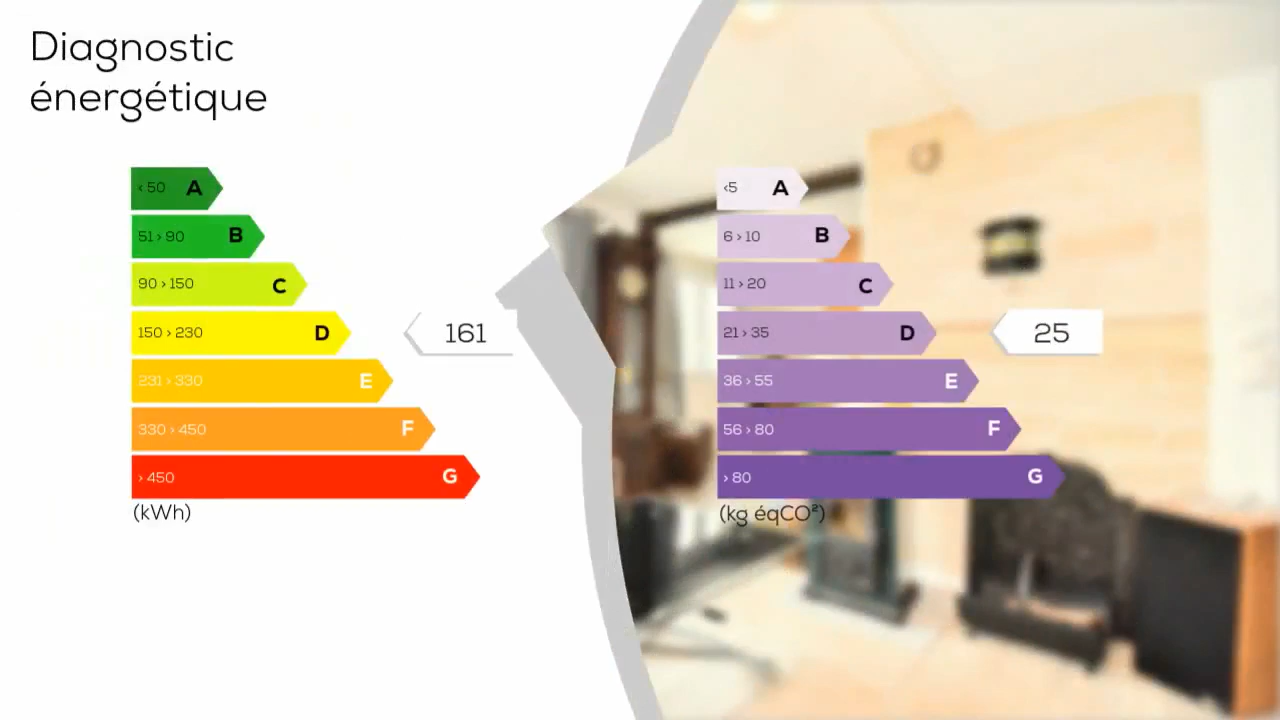 Diagnostic
énergétique
< 50 A
51 > 90 B
90 > 150 C
150 > 230 D
231 > 330 E
330 > 450 F
> 450 G
(kWh)
161
<5 A
6 > 10 B
11 > 20 C
21 > 35 D
36 > 55 E
56 > 80 F
> 80 G
(kg éqCO²)
25